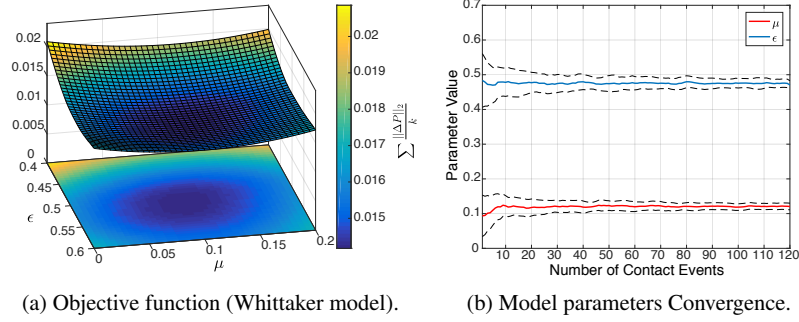 0.02
0.015
0.01
0.005
0
0.4
0.45
0.5
0.55
0.6
ϵ
0
0.05
0.1
0.15
0.2
μ
0.02
0.019
0.018
0.017
0.016
0.015
∑ ||ΔP||₂ / k
0.7
0.6
0.5
0.4
0.3
0.2
0.1
0
Parameter Value
μ
ϵ
10 20 30 40 50 60 70 80 90 100 110 120
Number of Contact Events
(a) Objective function (Whittaker model).
(b) Model parameters Convergence.